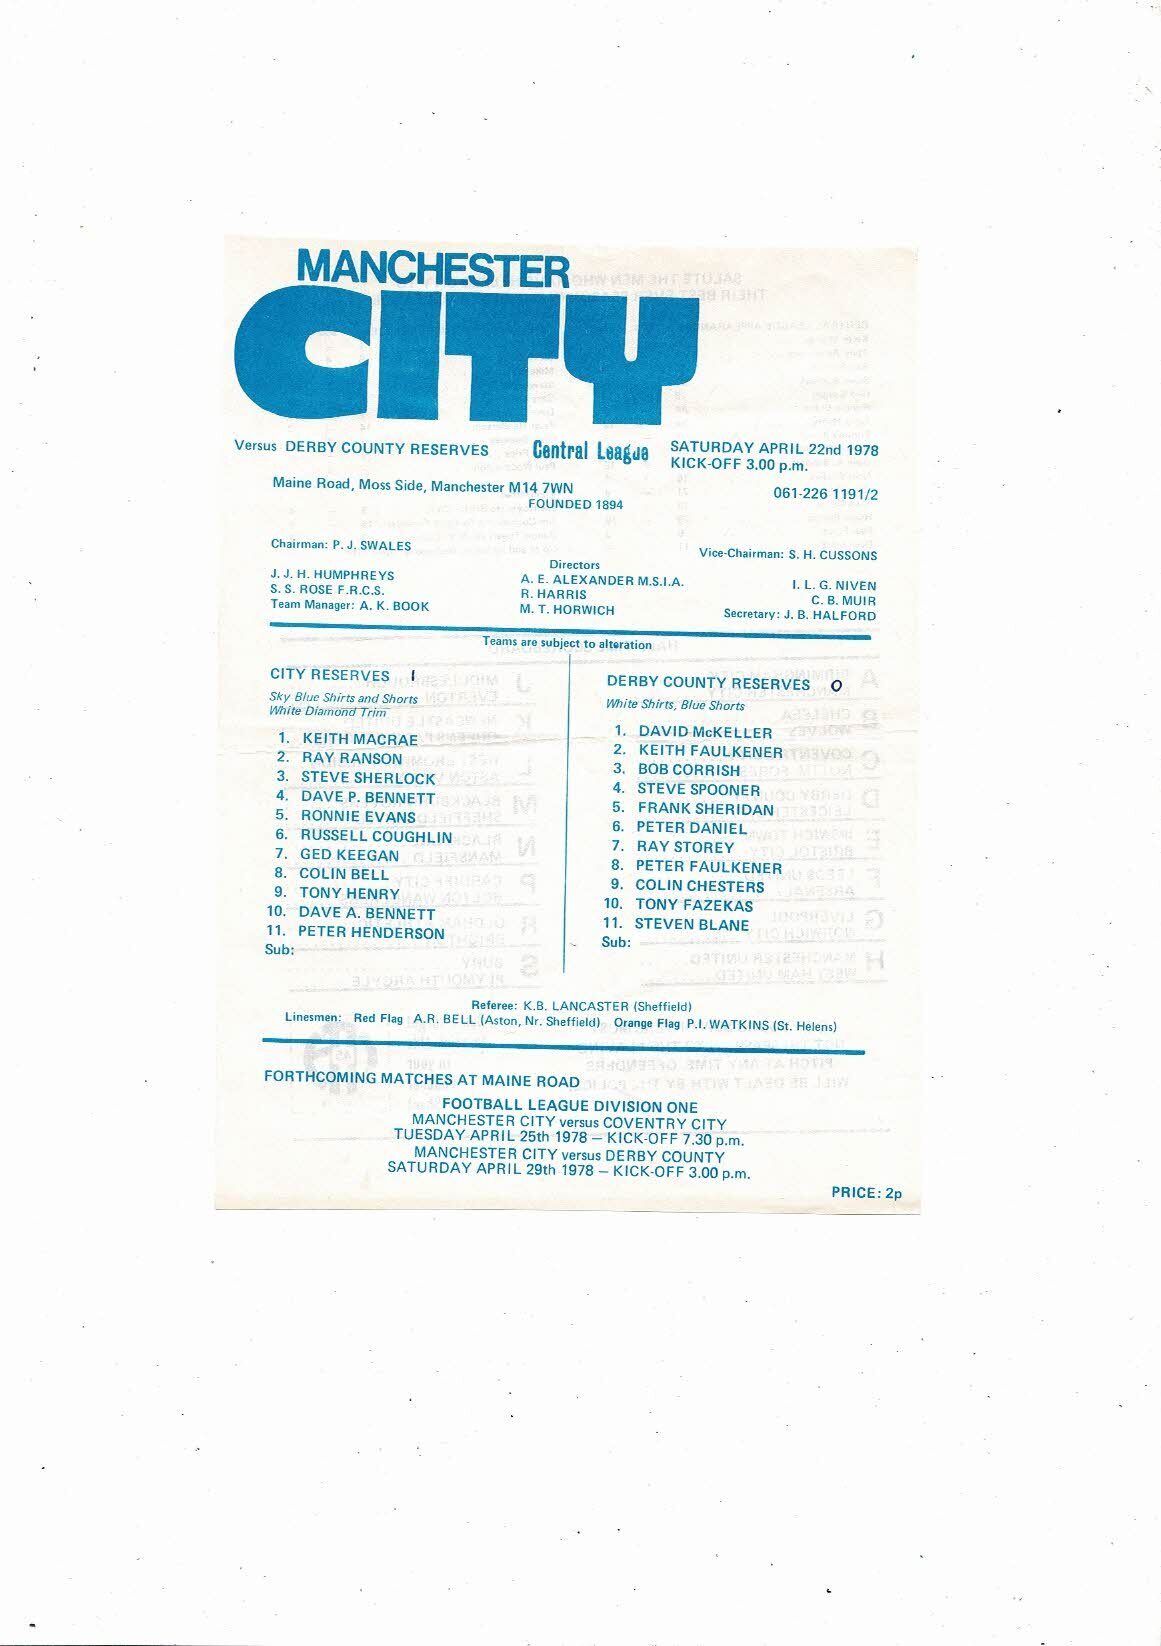 MANCHESTER
CITY
Versus DERBY COUNTY RESERVES
Central League
SATURDAY APRIL 22nd 1978
KICK-OFF 3.00 p.m.
Maine Road, Moss Side, Manchester M14 7WN
FOUNDED 1894
061-226 1191/2
Chairman: P. J. SWALES
Vice-Chairman: S. H. CUSSONS
Directors
J. J. H. HUMPHREYS
A. E. ALEXANDER M.S.I.A.
I. L. G. NIVEN
S. S. ROSE F.R.C.S.
R. HARRIS
C. B. MUIR
Team Manager: A. K. BOOK
M. T. HORWICH
Secretary: J. B. HALFORD
Teams are subject to alteration
CITY RESERVES 1
Sky Blue Shirts and Shorts
White Diamond Trim
1. KEITH MACRAE
2. RAY RANSON
3. STEVE SHERLOCK
4. DAVE P. BENNETT
5. RONNIE EVANS
6. RUSSELL COUGHLIN
7. GED KEEGAN
8. COLIN BELL
9. TONY HENRY
10. DAVE A. BENNETT
11. PETER HENDERSON
Sub:
DERBY COUNTY RESERVES 0
White Shirts, Blue Shorts
1. DAVID McKELLER
2. KEITH FAULKENER
3. BOB CORRISH
4. STEVE SPOONER
5. FRANK SHERIDAN
6. PETER DANIEL
7. RAY STOREY
8. PETER FAULKENER
9. COLIN CHESTERS
10. TONY FAZEKAS
11. STEVEN BLANE
Sub:
Referee: K.B. LANCASTER (Sheffield)
Linesmen: Red Flag A.R. BELL (Aston, Nr. Sheffield) Orange Flag P.I. WATKINS (St. Helens)
FORTHCOMING MATCHES AT MAINE ROAD
FOOTBALL LEAGUE DIVISION ONE
MANCHESTER CITY versus COVENTRY CITY
TUESDAY APRIL 25th 1978 – KICK-OFF 7.30 p.m.
MANCHESTER CITY versus DERBY COUNTY
SATURDAY APRIL 29th 1978 – KICK-OFF 3.00 p.m.
PRICE: 2p